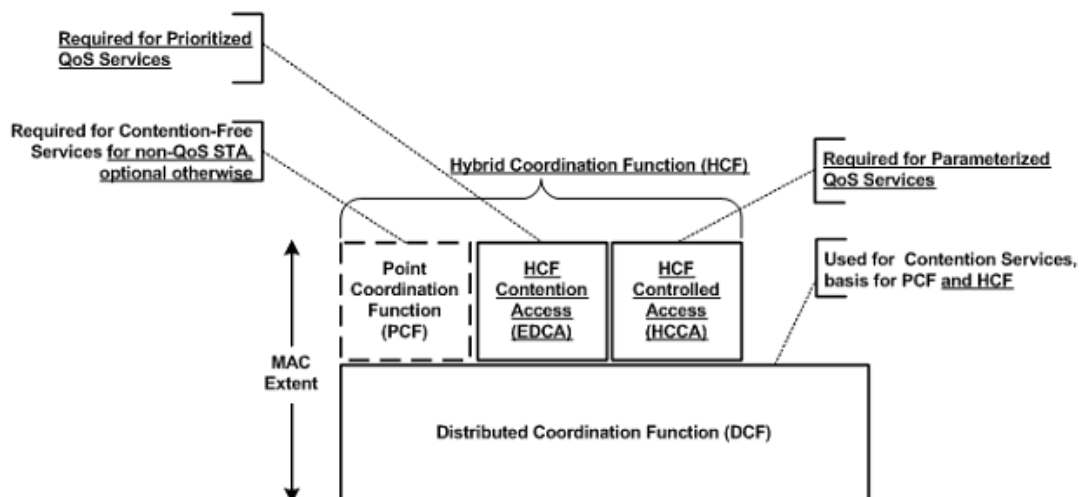 Required for Prioritized
QoS Services
Required for Contention-Free
Services for non-QoS STA,
optional otherwise
Hybrid Coordination Function (HCF)
Required for Parameterized
QoS Services
Used for Contention Services,
basis for PCF and HCF
Point
Coordination
Function
(PCF)
HCF
Contention
Access
(EDCA)
HCF
Controlled
Access
(HCCA)
MAC
Extent
Distributed Coordination Function (DCF)